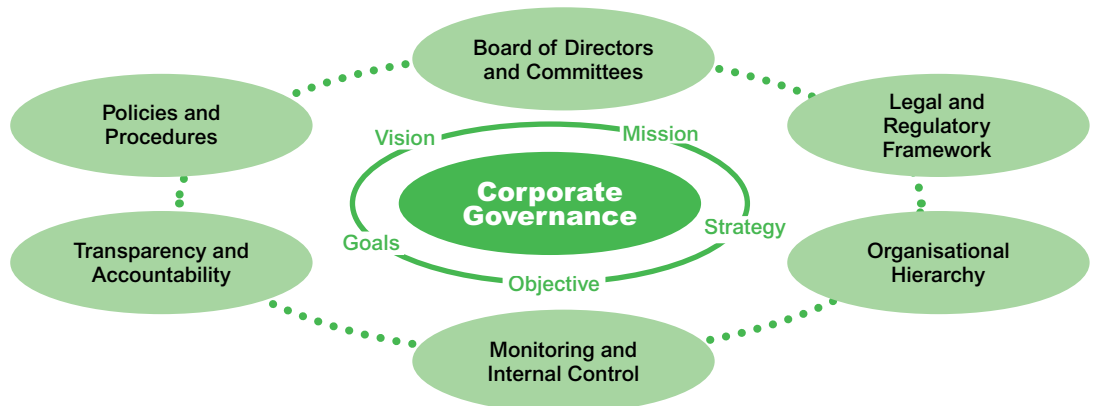 Board of Directors
and Committees
Policies and
Procedures
Legal and
Regulatory
Framework
Vision
Mission
Corporate
Governance
Goals
Strategy
Objective
Transparency and
Accountability
Organisational
Hierarchy
Monitoring and
Internal Control